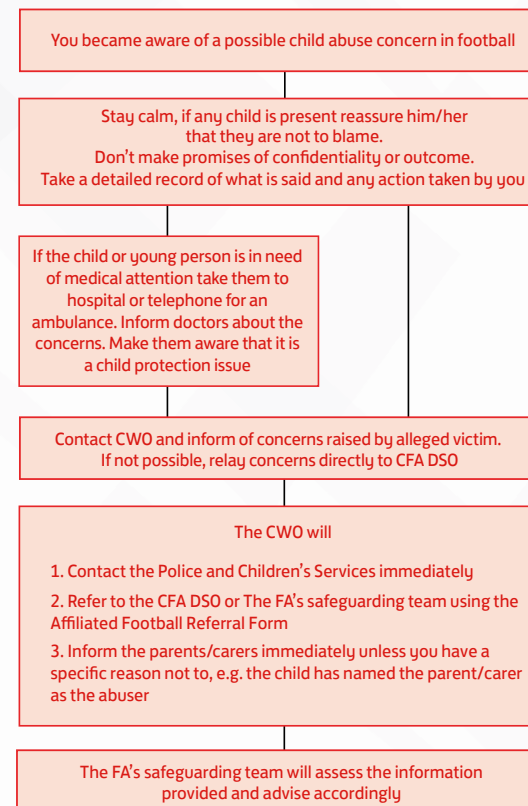 You became aware of a possible child abuse concern in football
Stay calm, if any child is present reassure him/her
that they are not to blame.
Don't make promises of confidentiality or outcome.
Take a detailed record of what is said and any action taken by you
If the child or young person is in need
of medical attention take them to
hospital or telephone for an
ambulance. Inform doctors about the
concerns. Make them aware that it is
a child protection issue
Contact CWO and inform of concerns raised by alleged victim.
If not possible, relay concerns directly to CFA DSO
The CWO will
1. Contact the Police and Children's Services immediately
2. Refer to the CFA DSO or The FA's safeguarding team using the
Affiliated Football Referral Form
3. Inform the parents/carers immediately unless you have a
specific reason not to, e.g. the child has named the parent/carer
as the abuser
The FA's safeguarding team will assess the information
provided and advise accordingly